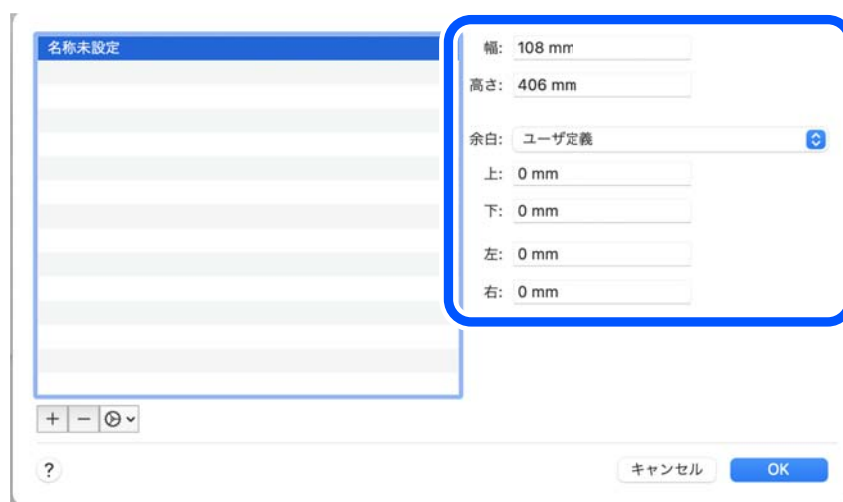 名称未設定
幅: 108 mm
高さ: 406 mm
余白: ユーザ定義
上: 0 mm
下: 0 mm
左: 0 mm
右: 0 mm
+ −
?
キャンセル OK